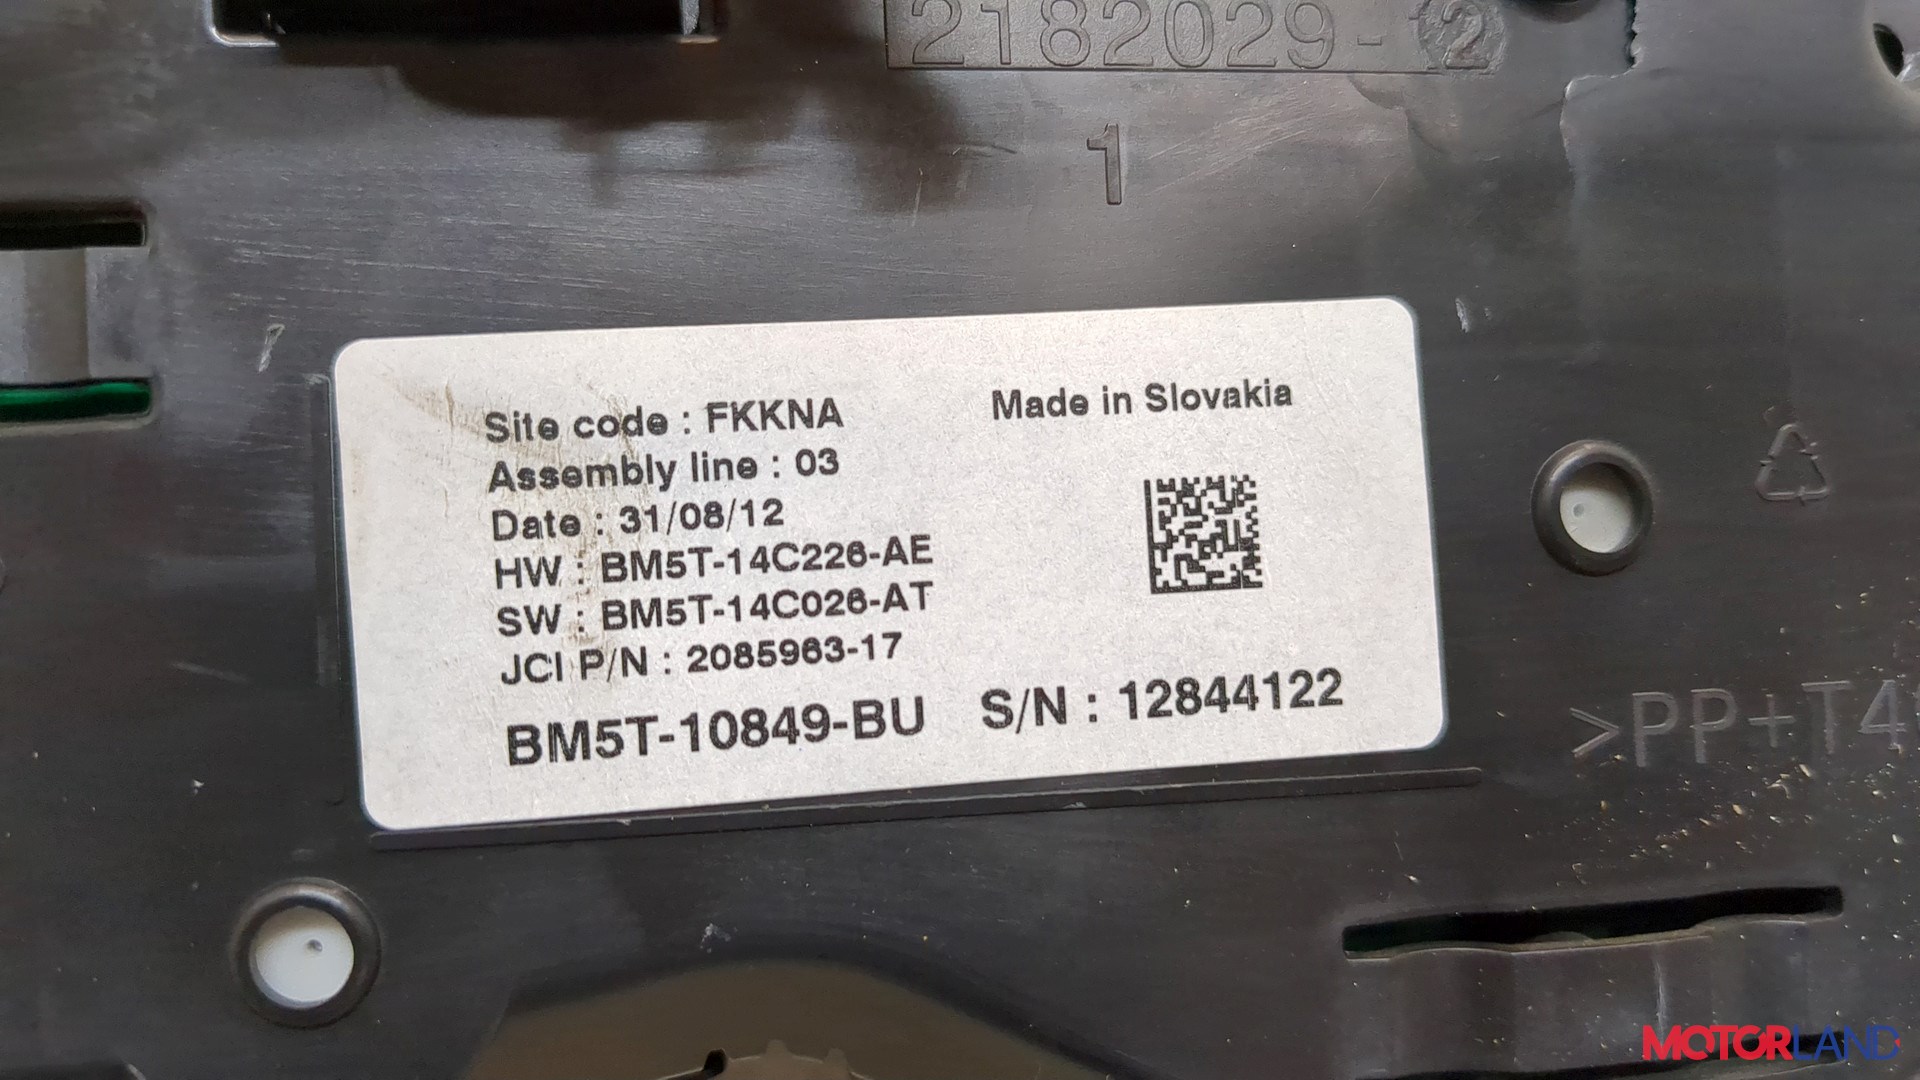 2182029-2
1
Site code : FKKNA
Made in Slovakia
Assembly line : 03
Date : 31/08/12
HW : BM5T-14C226-AE
SW : BM5T-14C026-AT
JCI P/N : 2085963-17
BM5T-10849-BU S/N : 12844122
>PP+T4
MOTORLAND